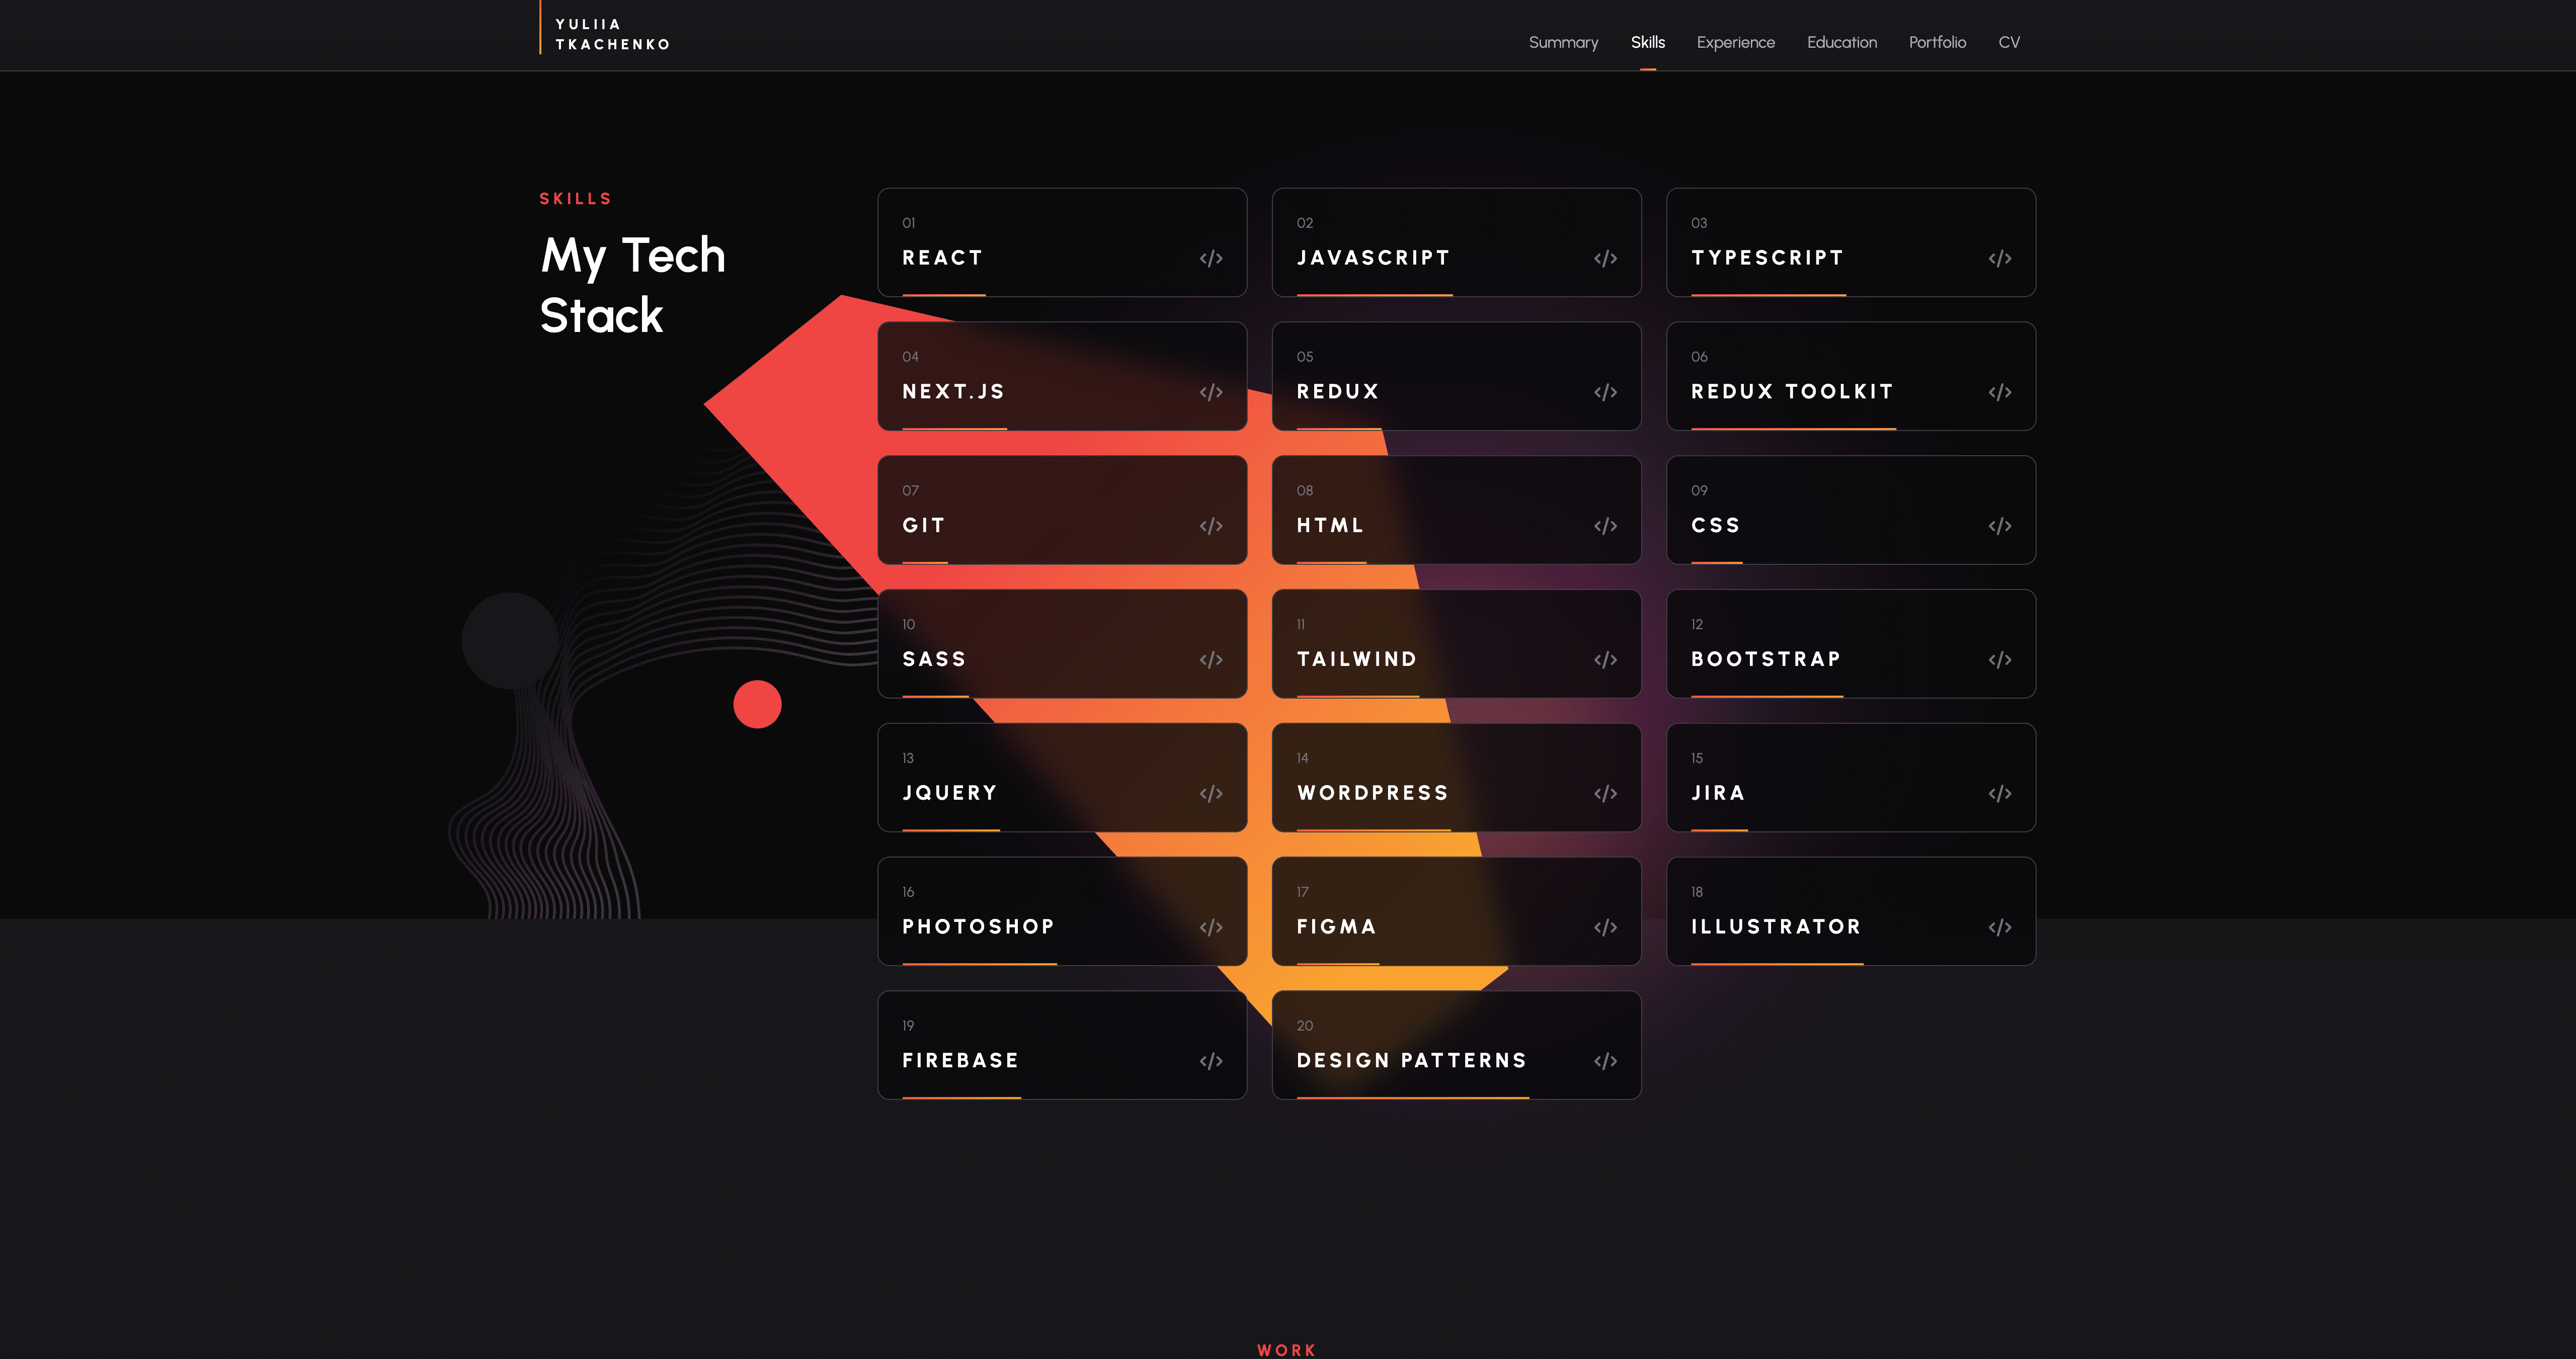 YULIIA
TKACHENKO
Summary Skills Experience Education Portfolio CV
SKILLS
My Tech
Stack
01
REACT
02
JAVASCRIPT
03
TYPESCRIPT
04
NEXT.JS
05
REDUX
06
REDUX TOOLKIT
07
GIT
08
HTML
09
CSS
10
SASS
11
TAILWIND
12
BOOTSTRAP
13
JQUERY
14
WORDPRESS
15
JIRA
16
PHOTOSHOP
17
FIGMA
18
ILLUSTRATOR
19
FIREBASE
20
DESIGN PATTERNS
WORK